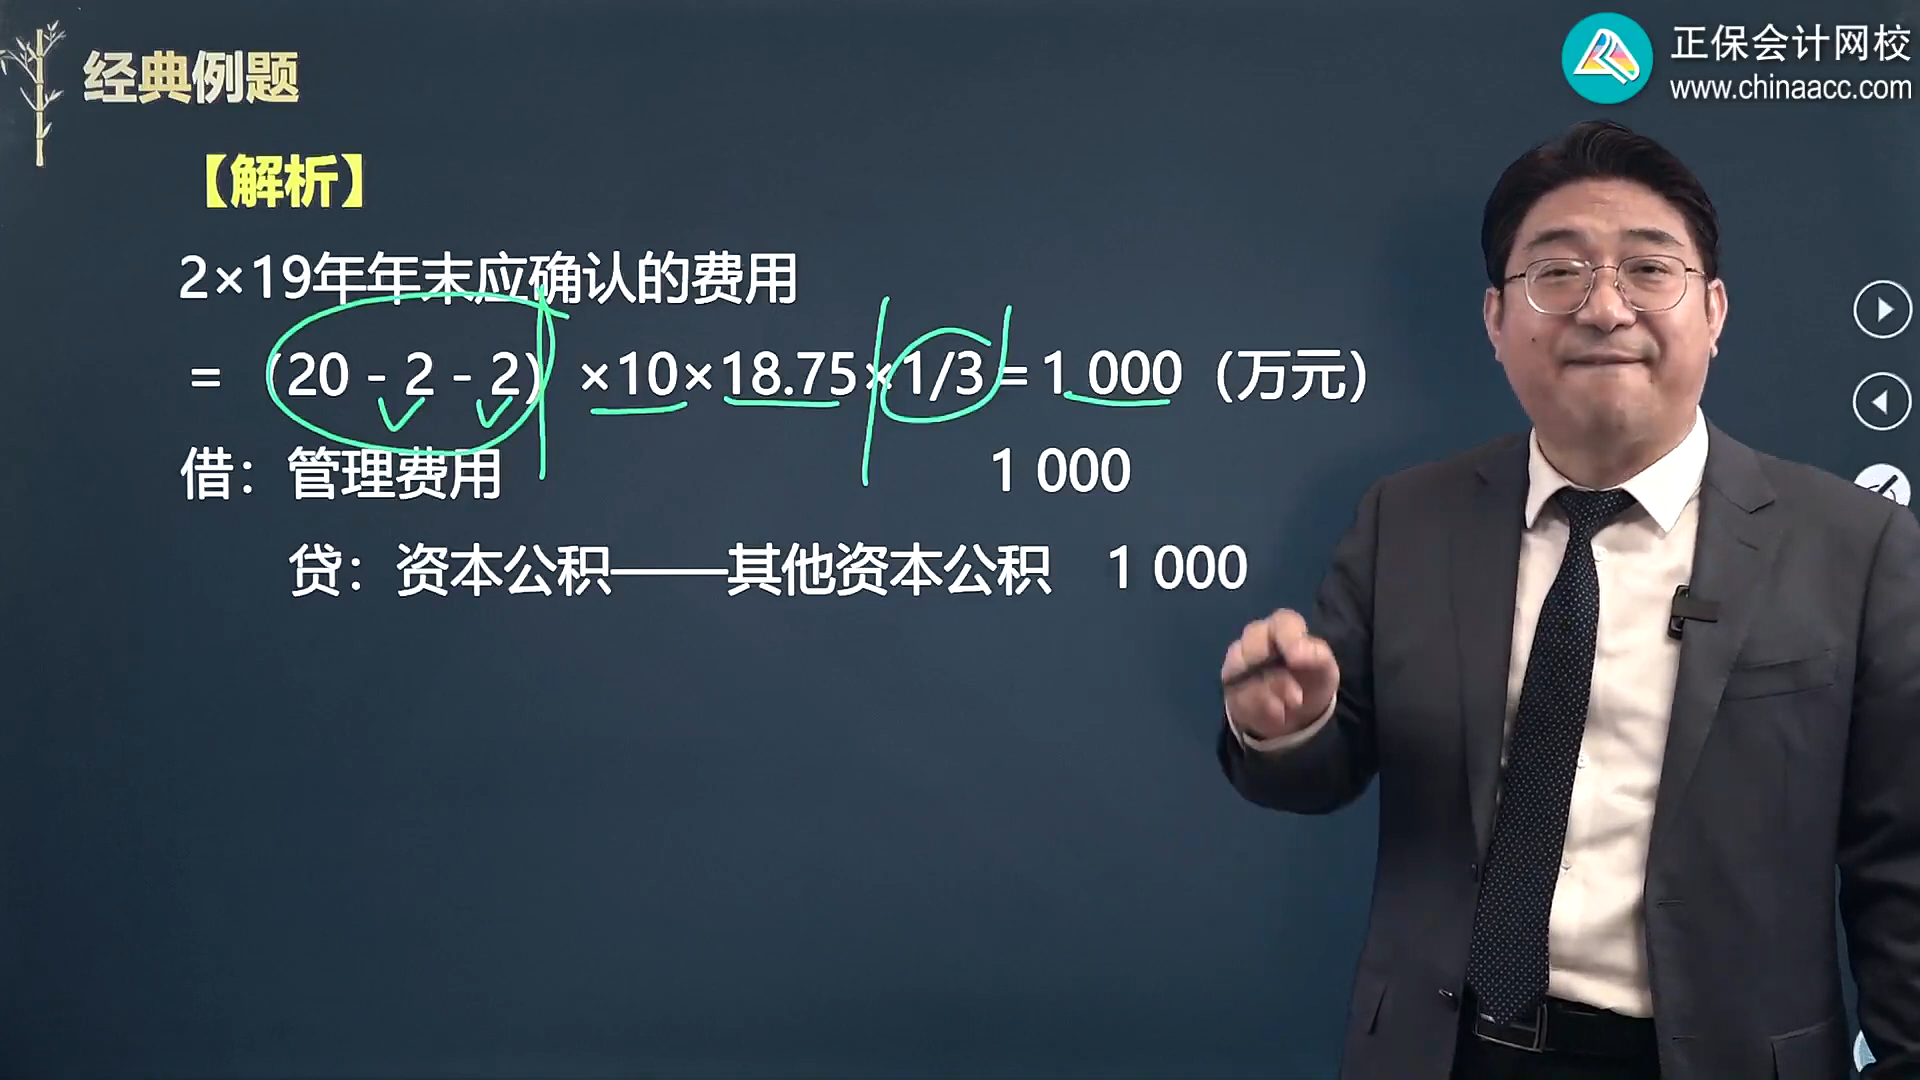 经典例题
正保会计网校
www.chinaacc.com
【解析】
2×19年年末应确认的费用
= （20 - 2 - 2）×10×18.75×1/3 = 1 000（万元）
借：管理费用 1 000
贷：资本公积——其他资本公积 1 000